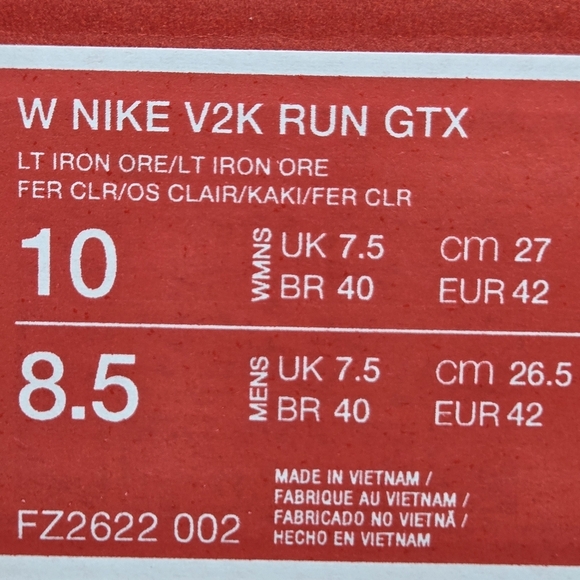 W NIKE V2K RUN GTX
LT IRON ORE/LT IRON ORE
FER CLR/OS CLAIR/KAKI/FER CLR
10 WMNS UK 7.5 cm 27
BR 40 EUR 42
8.5 MENS UK 7.5 cm 26.5
BR 40 EUR 42
MADE IN VIETNAM /
FABRIQUE AU VIETNAM /
FABRICADO NO VIETNÃ /
HECHO EN VIETNAM
FZ2622 002